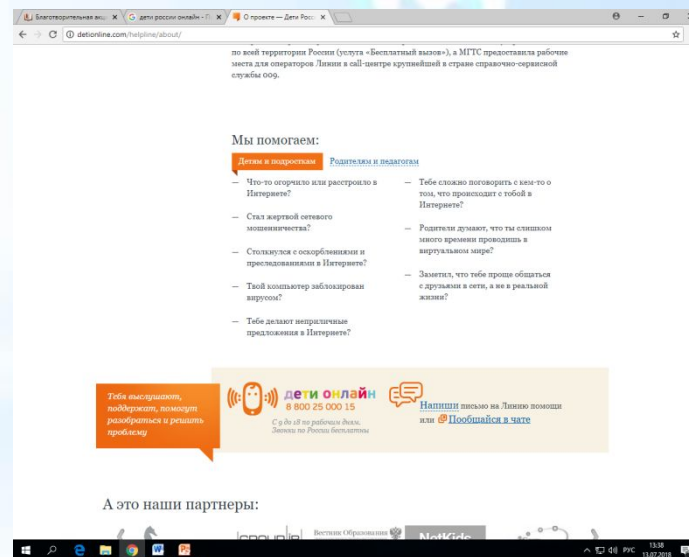 Благотворительная акц
дети россии онлайн - П
О проекте — Дети Росс
detionline.com/helpline/about/
по всей территории России (услуга «Бесплатный вызов»), а МГТС предоставила рабочие
места для операторов Линии в call-центре крупнейшей в стране справочно-сервисной
службы 009.
Мы помогаем:
Детям и подросткам
Родителям и педагогам
— Что-то огорчило или расстроило в
Интернете?
— Стал жертвой сетевого
мошенничества?
— Столкнулся с оскорблениями и
преследованиями в Интернете?
— Твой компьютер заблокирован
вирусом?
— Тебе делают неприличные
предложения в Интернете?
— Тебе сложно поговорить с кем-то о
том, что происходит с тобой в
Интернете?
— Родители думают, что ты слишком
много времени проводишь в
виртуальном мире?
— Заметил, что тебе проще общаться
с друзьями в сети, а не в реальной
жизни?
Тебя выслушают,
поддержат, помогут
разобраться и решить
проблему
дети онлайн
8 800 25 000 15
С 9 до 18 по рабочим дням.
Звонки по России бесплатны
Напиши письмо на Линию помощи
или Пообщайся в чате
А это наши партнеры:
Вестник Образования
NetKids
РУС
13:38
13.07.2018